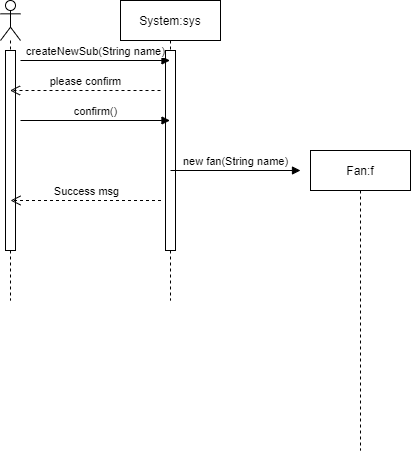 System:sys
createNewSub(String name)
please confirm
confirm()
new fan(String name)
Fan:f
Success msg